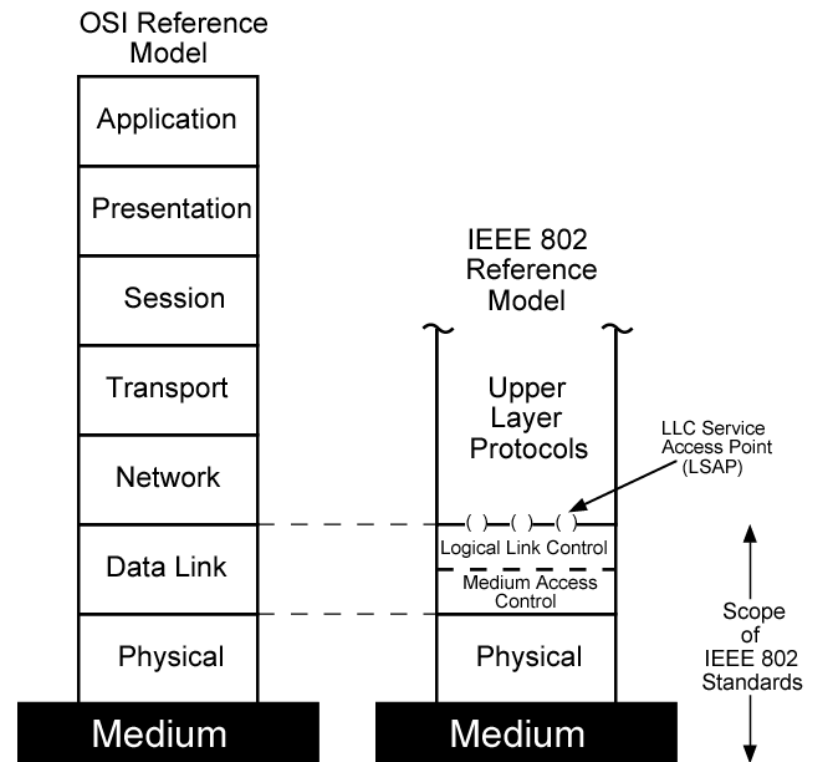 OSI Reference
Model
Application
Presentation
Session
Transport
Network
Data Link
Physical
Medium
IEEE 802
Reference
Model
Upper
Layer
Protocols
LLC Service
Access Point
(LSAP)
( ) ( ) ( )
Logical Link Control
Medium Access
Control
Physical
Medium
Scope
of
IEEE 802
Standards